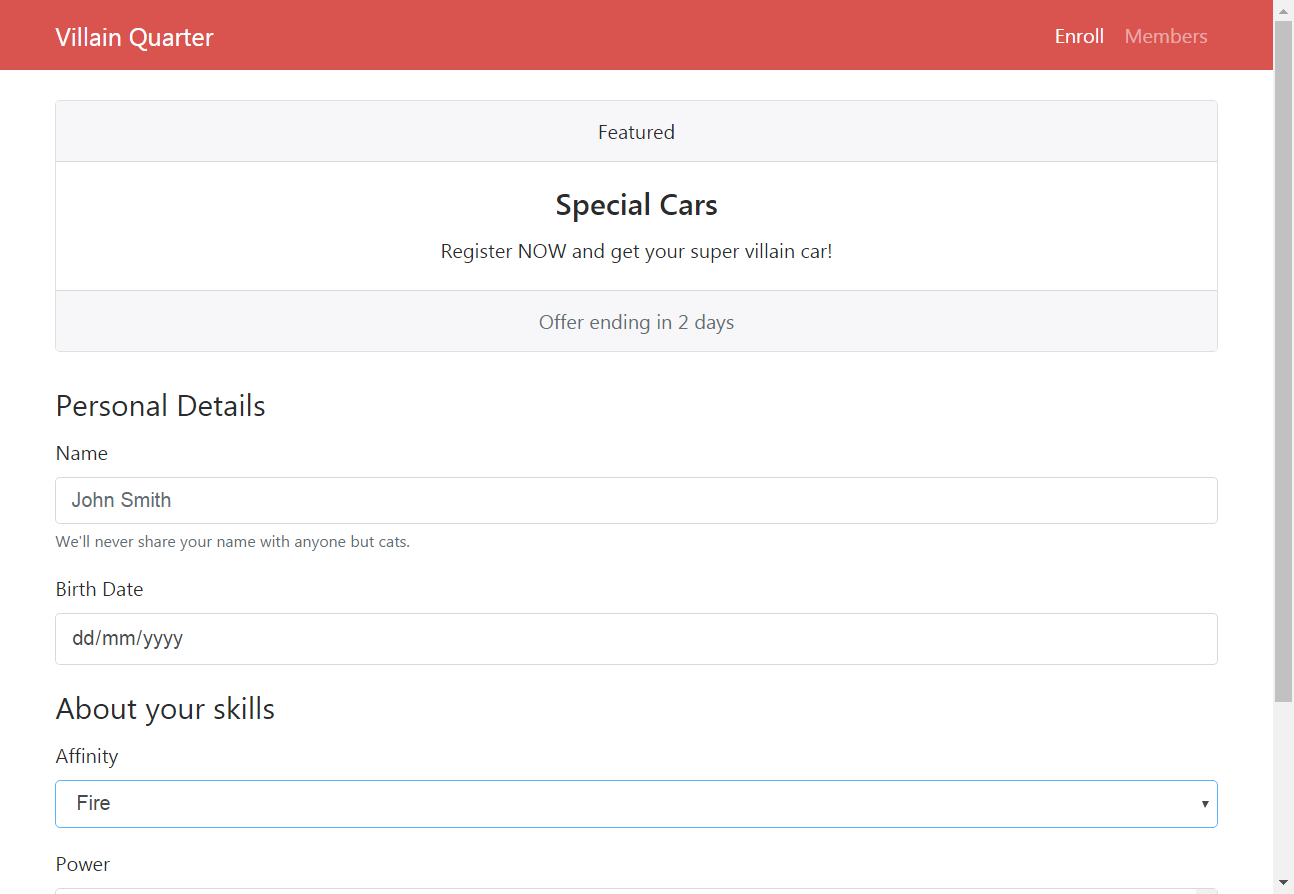 Villain Quarter
Enroll Members
Featured
Special Cars
Register NOW and get your super villain car!
Offer ending in 2 days
Personal Details
Name
John Smith
We'll never share your name with anyone but cats.
Birth Date
dd/mm/yyyy
About your skills
Affinity
Fire
Power